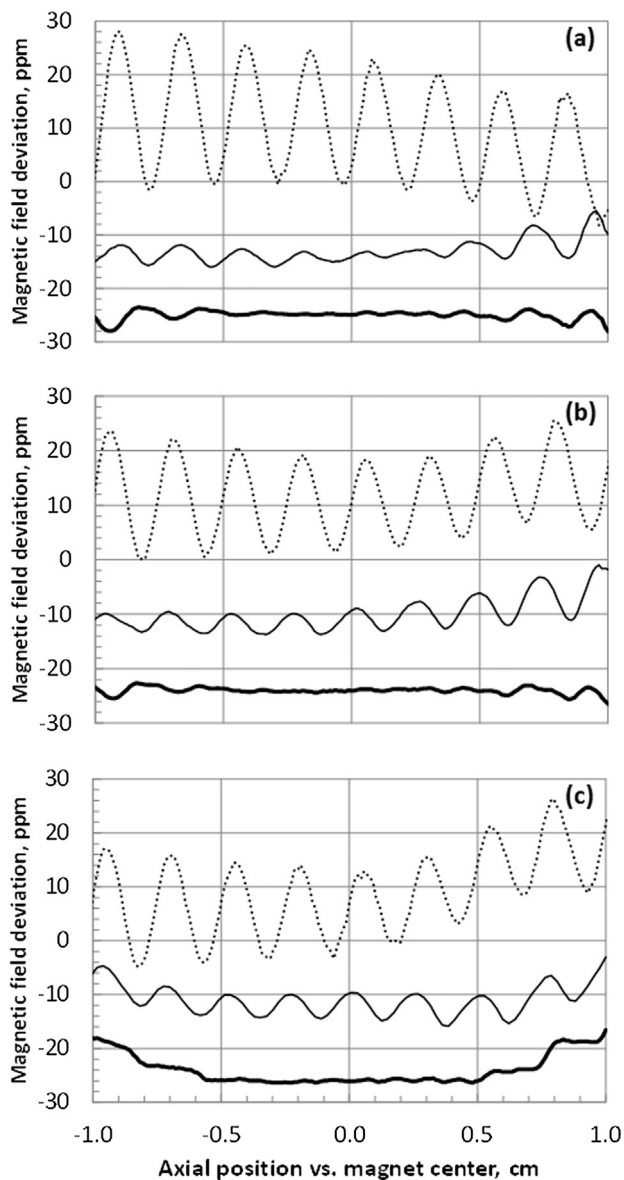 (a)
Magnetic field deviation, ppm
30
20
10
0
-10
-20
-30
(b)
Magnetic field deviation, ppm
30
20
10
0
-10
-20
-30
(c)
Magnetic field deviation, ppm
30
20
10
0
-10
-20
-30
-1.0 -0.5 0.0 0.5 1.0
Axial position vs. magnet center, cm